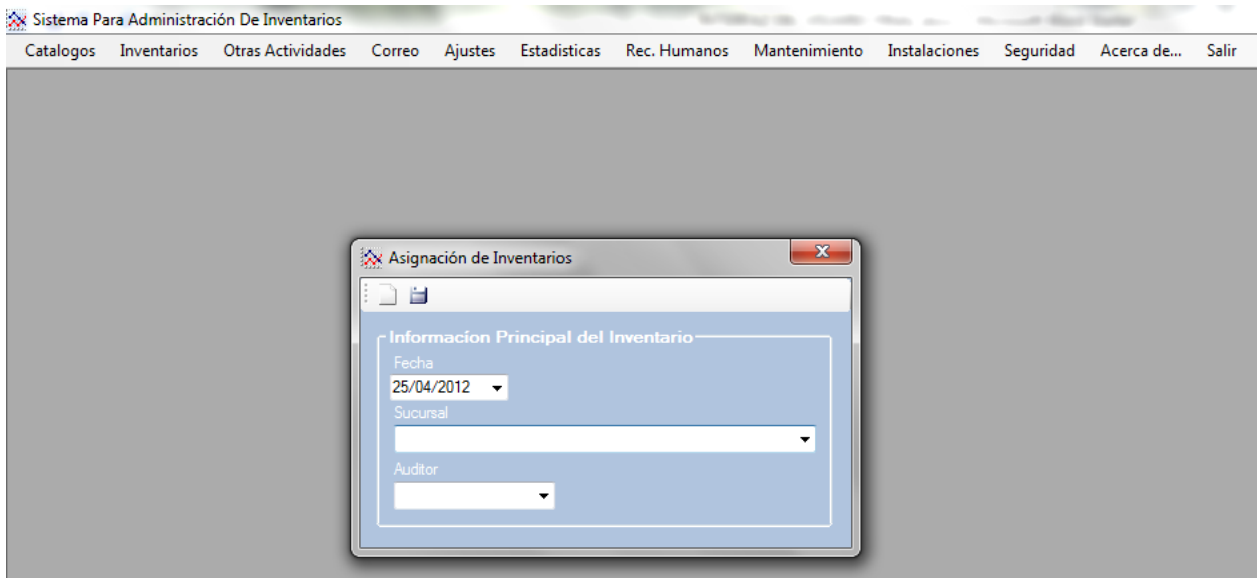 Sistema Para Administración De Inventarios
Catalogos Inventarios Otras Actividades Correo Ajustes Estadisticas Rec. Humanos Mantenimiento Instalaciones Seguridad Acerca de... Salir
Asignación de Inventarios
Informacíon Principal del Inventario
Fecha
25/04/2012
Sucursal
Auditor